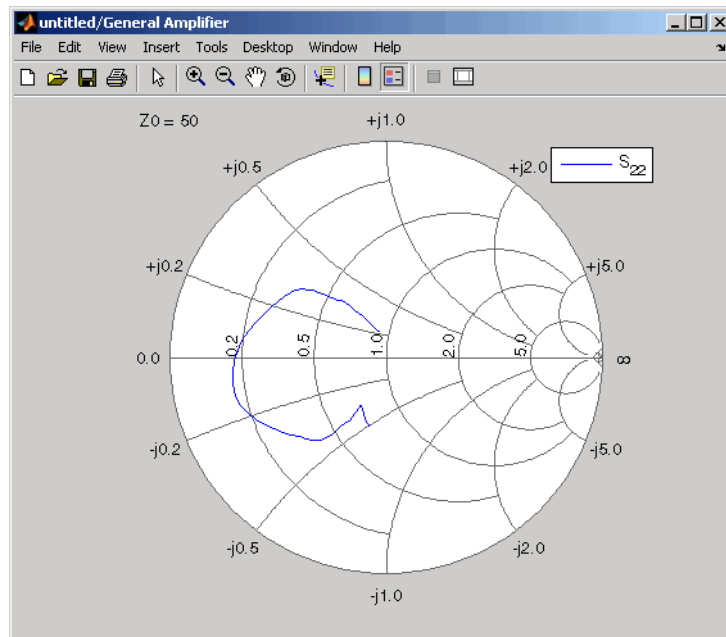 untitled/General Amplifier
File Edit View Insert Tools Desktop Window Help
Z0 = 50
+j1.0
+j0.5
+j2.0
S22
+j0.2
+j5.0
0.0
0.2
0.5
1.0
2.0
5.0
∞
-j0.2
-j5.0
-j0.5
-j2.0
-j1.0